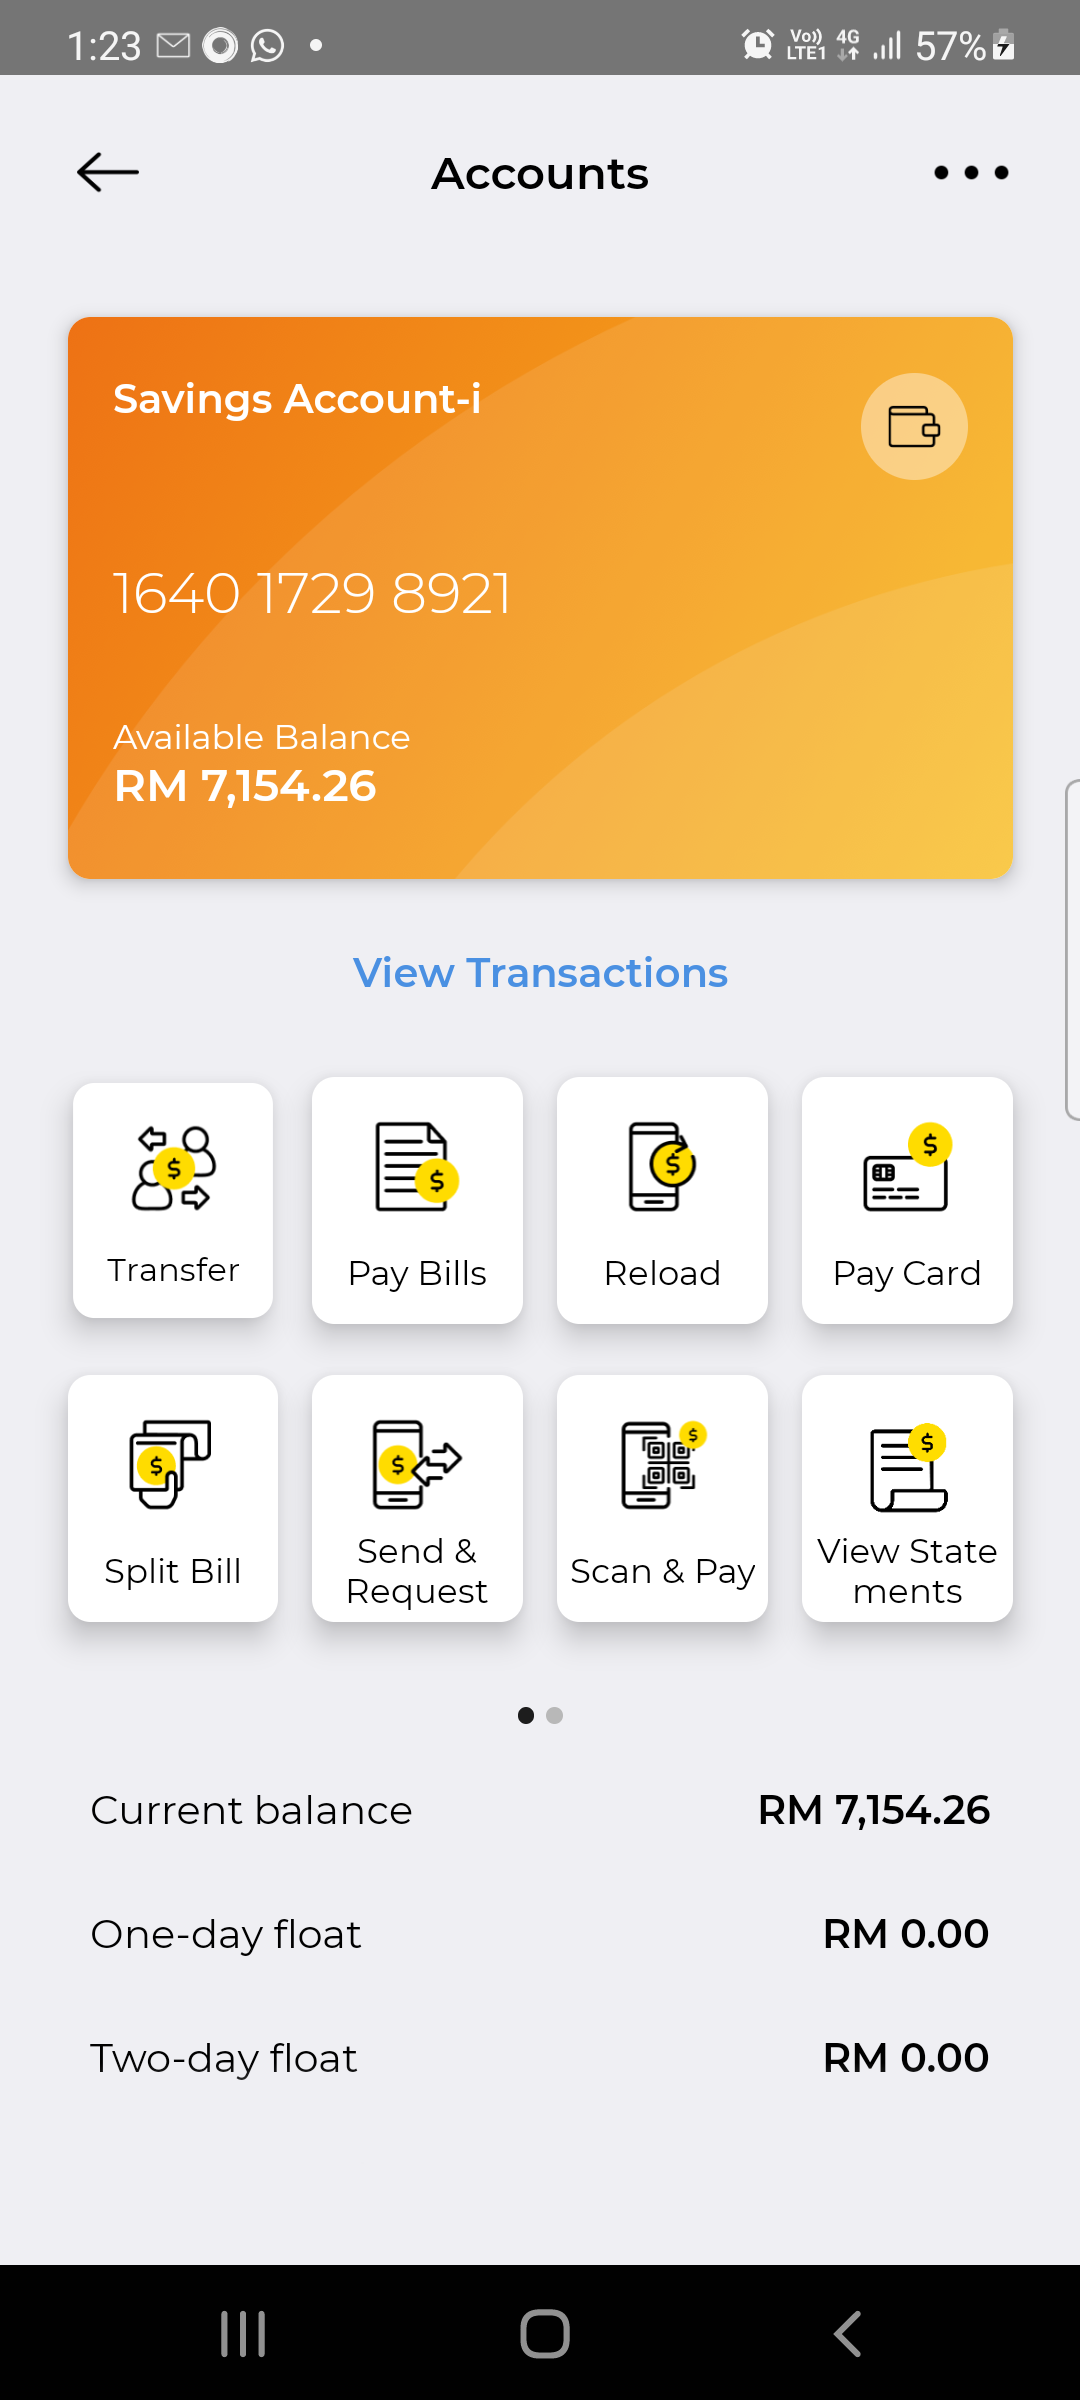 1:23
Vo)) 4G 57%
LTE1
Accounts
Savings Account-i
1640 1729 8921
Available Balance
RM 7,154.26
View Transactions
$ $ $ $
Transfer Pay Bills Reload Pay Card
$ $ $ $
Split Bill Send & Scan & Pay View State
Request ments
Current balance RM 7,154.26
One-day float RM 0.00
Two-day float RM 0.00